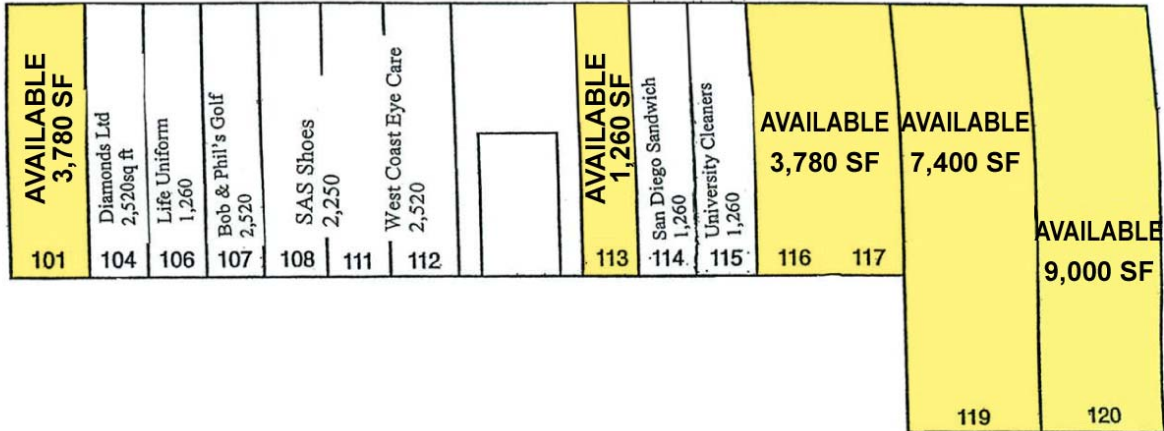 AVAILABLE
3,780 SF
101
Diamonds Ltd
2,520sq ft
104
Life Uniform
1,260
106
Bob & Phil's Golf
2,520
107
SAS Shoes
2,250
108
111
West Coast Eye Care
2,520
112
AVAILABLE
1,260 SF
113
San Diego Sandwich
1,260
114
University Cleaners
1,260
115
AVAILABLE
3,780 SF
116
117
AVAILABLE
7,400 SF
119
AVAILABLE
9,000 SF
120